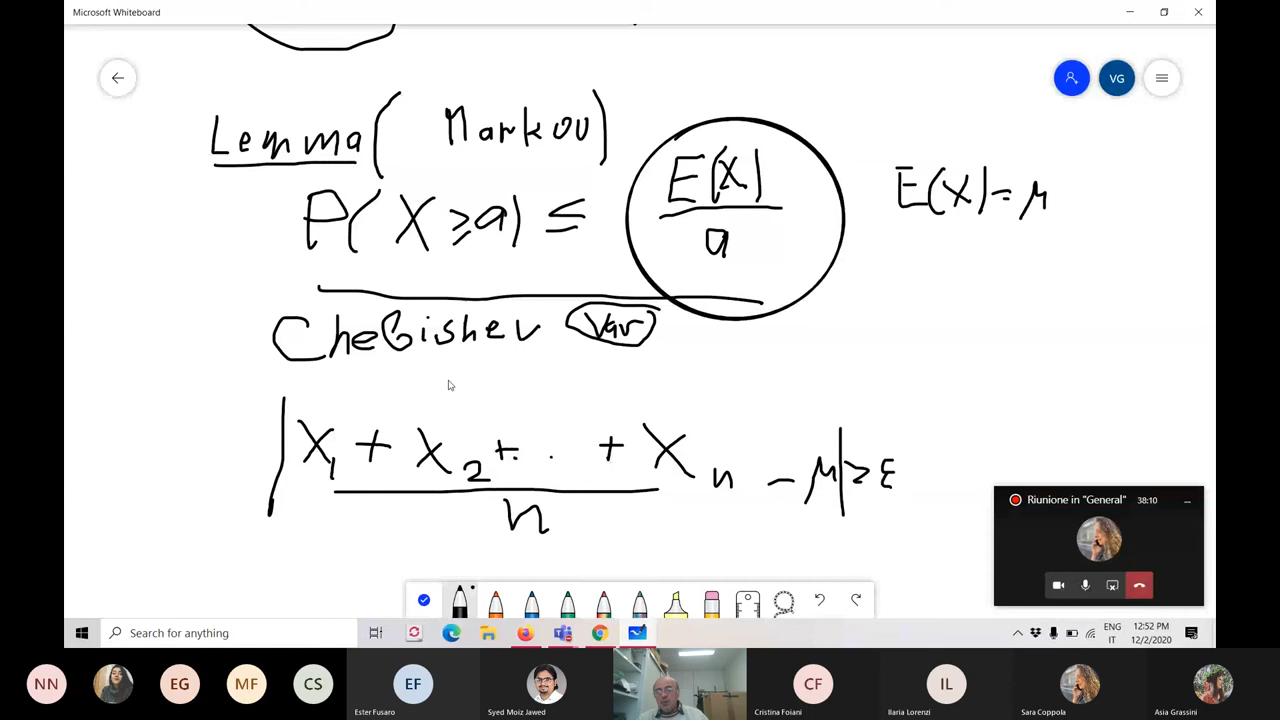 Microsoft Whiteboard
VG
Lemma ( Markov )
P( X ≥ a) ≤ E(X) / a
E(X) = μ
Chebishev Var
| X₁ + X₂ + . . + Xₙ / n - μ | > ε
Riunione in "General" 38:10
Search for anything
ENG
IT
12:52 PM
12/2/2020
NN
EG
MF
CS
EF
Ester Fusaro
Syed Moiz Jawed
CF
Cristina Foiani
IL
Ilaria Lorenzi
Sara Coppola
Asia Grassini